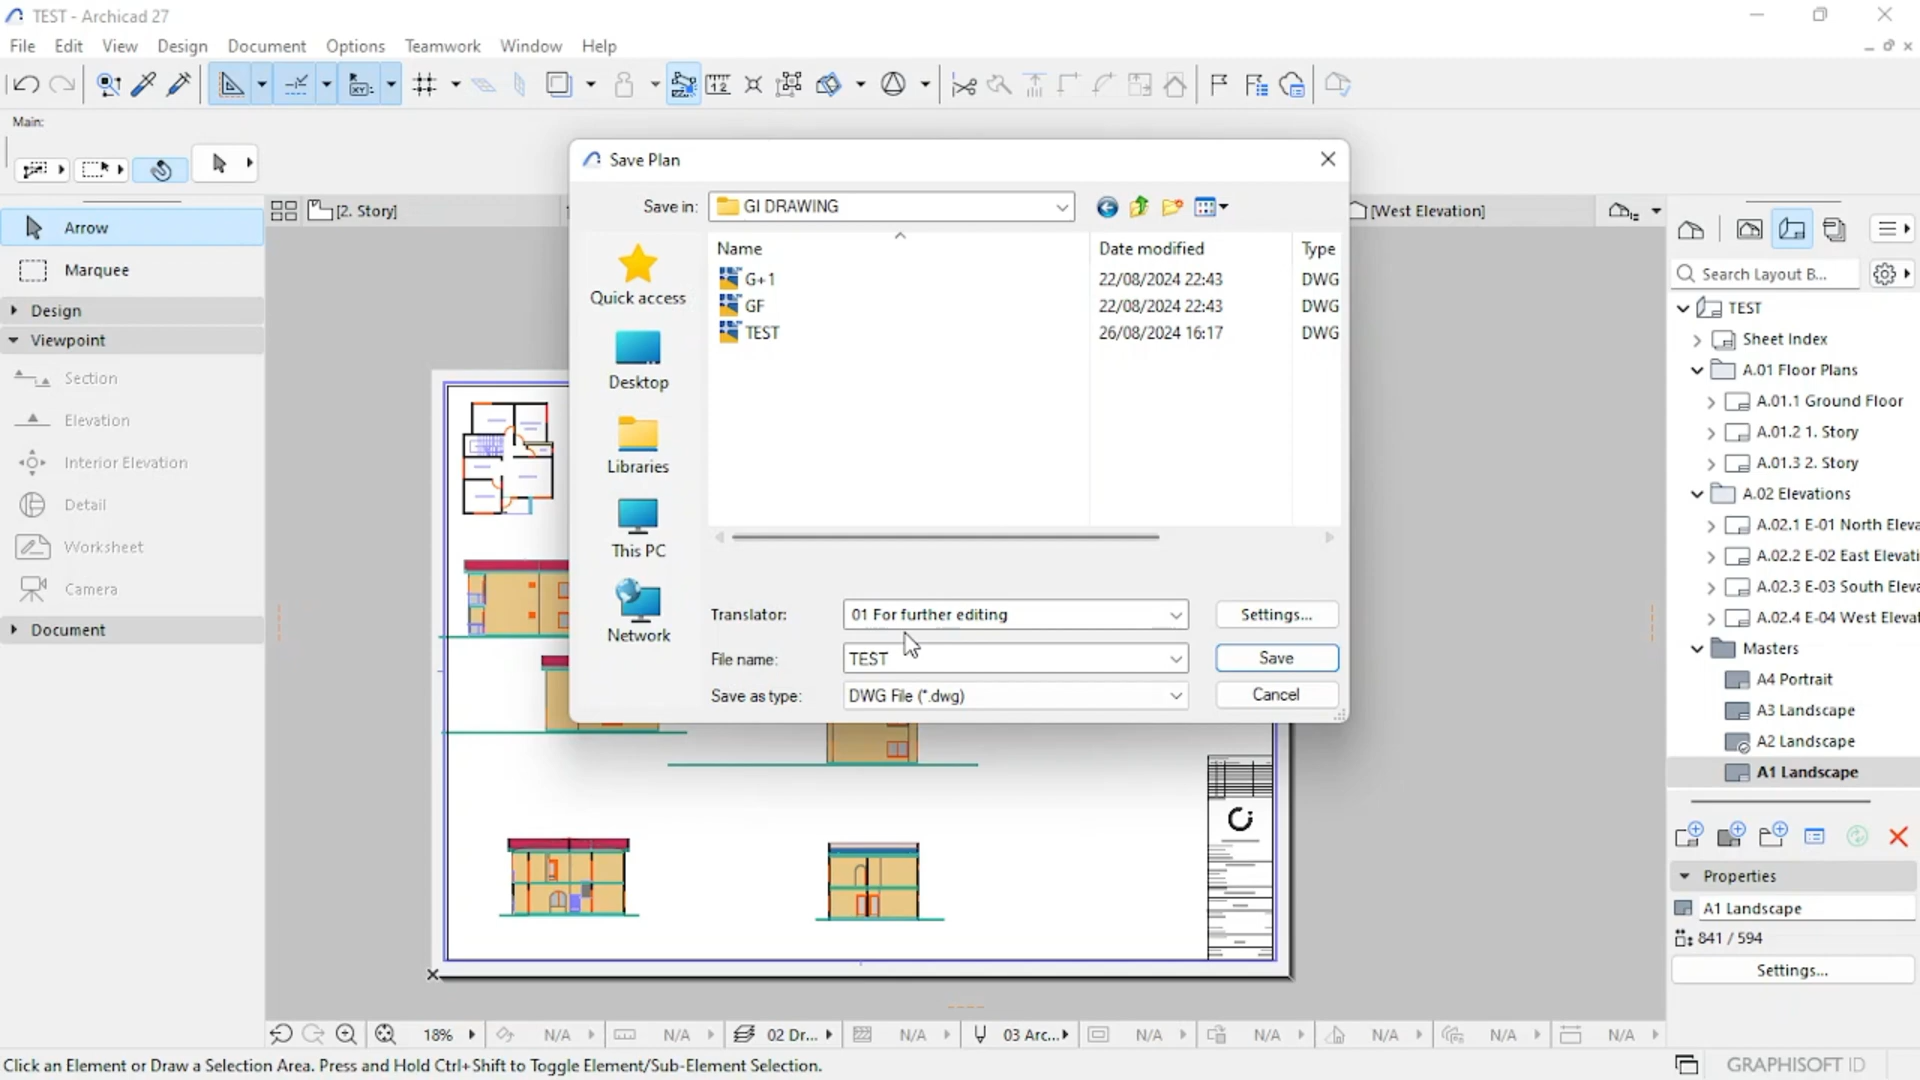 TEST - Archicad 27
File Edit View Design Document Options Teamwork Window Help
Main:
[2. Story]
[West Elevation]
Arrow
Marquee
Design
Viewpoint
Section
Elevation
Interior Elevation
Detail
Worksheet
Camera
Document
Save Plan
Save in: GI DRAWING
Quick access
Desktop
Libraries
This PC
Network
Name Date modified Type
G+1 22/08/2024 22:43 DWG
GF 22/08/2024 22:43 DWG
TEST 26/08/2024 16:17 DWG
Translator: 01 For further editing Settings...
File name: TEST Save
Save as type: DWG File (*.dwg) Cancel
Search Layout B...
TEST
Sheet Index
A.01 Floor Plans
A.01.1 Ground Floor
A.01.2 1. Story
A.01.3 2. Story
A.02 Elevations
A.02.1 E-01 North Eleva
A.02.2 E-02 East Elevati
A.02.3 E-03 South Eleva
A.02.4 E-04 West Elevat
Masters
A4 Portrait
A3 Landscape
A2 Landscape
A1 Landscape
Properties
A1 Landscape
841 / 594
Settings...
18% N/A N/A 02 Dr... N/A 03 Arc... N/A N/A N/A N/A N/A
Click an Element or Draw a Selection Area. Press and Hold Ctrl+Shift to Toggle Element/Sub-Element Selection.
GRAPHISOFT ID